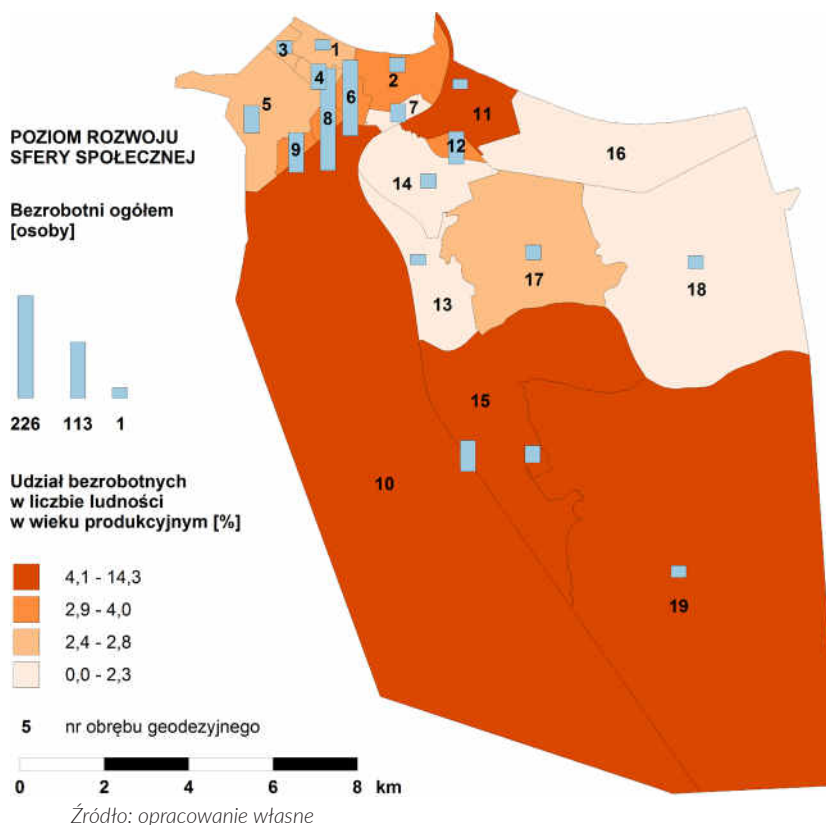 POZIOM ROZWOJU
SFERY SPOŁECZNEJ
Bezrobotni ogółem
[osoby]
226 113 1
Udział bezrobotnych
w liczbie ludności
w wieku produkcyjnym [%]
4,1 - 14,3
2,9 - 4,0
2,4 - 2,8
0,0 - 2,3
5 nr obrębu geodezyjnego
0 2 4 6 8 km
3 1
4 2
5 6 7
8 11
9 12
14 16
17 18
13
15
10
19
Źródło: opracowanie własne